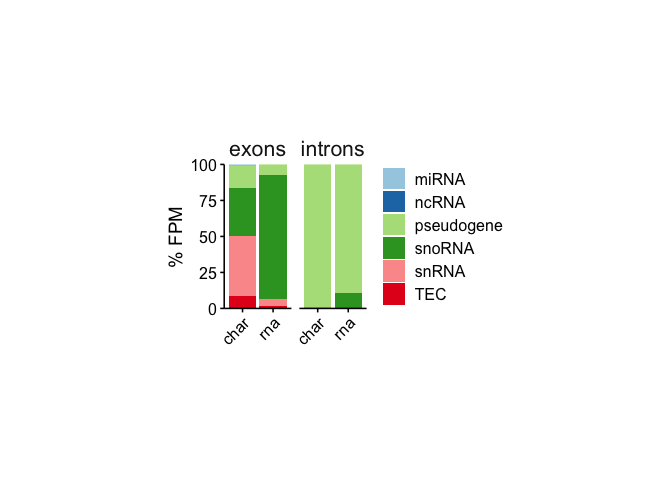 exons introns
100
75
50
25
0
% FPM
char rna char rna
miRNA
ncRNA
pseudogene
snoRNA
snRNA
TEC